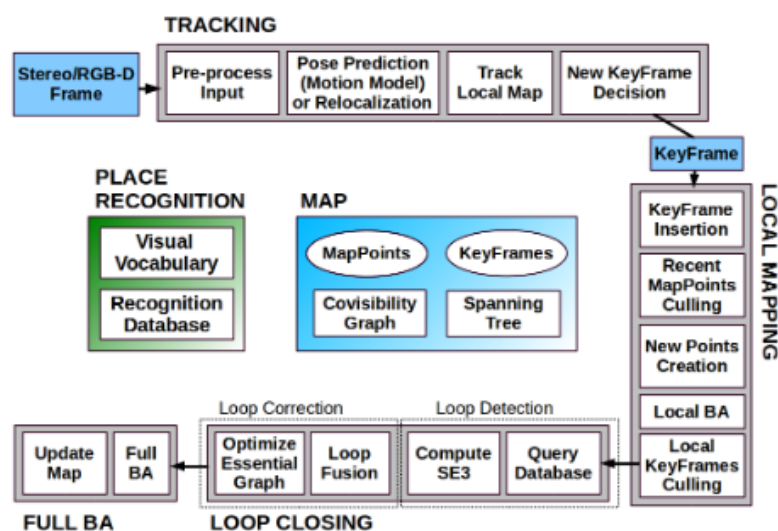 TRACKING
Stereo/RGB-D
Frame
Pre-process
Input
Pose Prediction
(Motion Model)
or Relocalization
Track
Local Map
New KeyFrame
Decision
KeyFrame
PLACE
RECOGNITION
Visual
Vocabulary
Recognition
Database
MAP
MapPoints
KeyFrames
Covisibility
Graph
Spanning
Tree
LOCAL MAPPING
KeyFrame
Insertion
Recent
MapPoints
Culling
New Points
Creation
Local BA
Local
KeyFrames
Culling
Loop Correction
Loop Detection
Update
Map
Full
BA
Optimize
Essential
Graph
Loop
Fusion
Compute
SE3
Query
Database
FULL BA
LOOP CLOSING